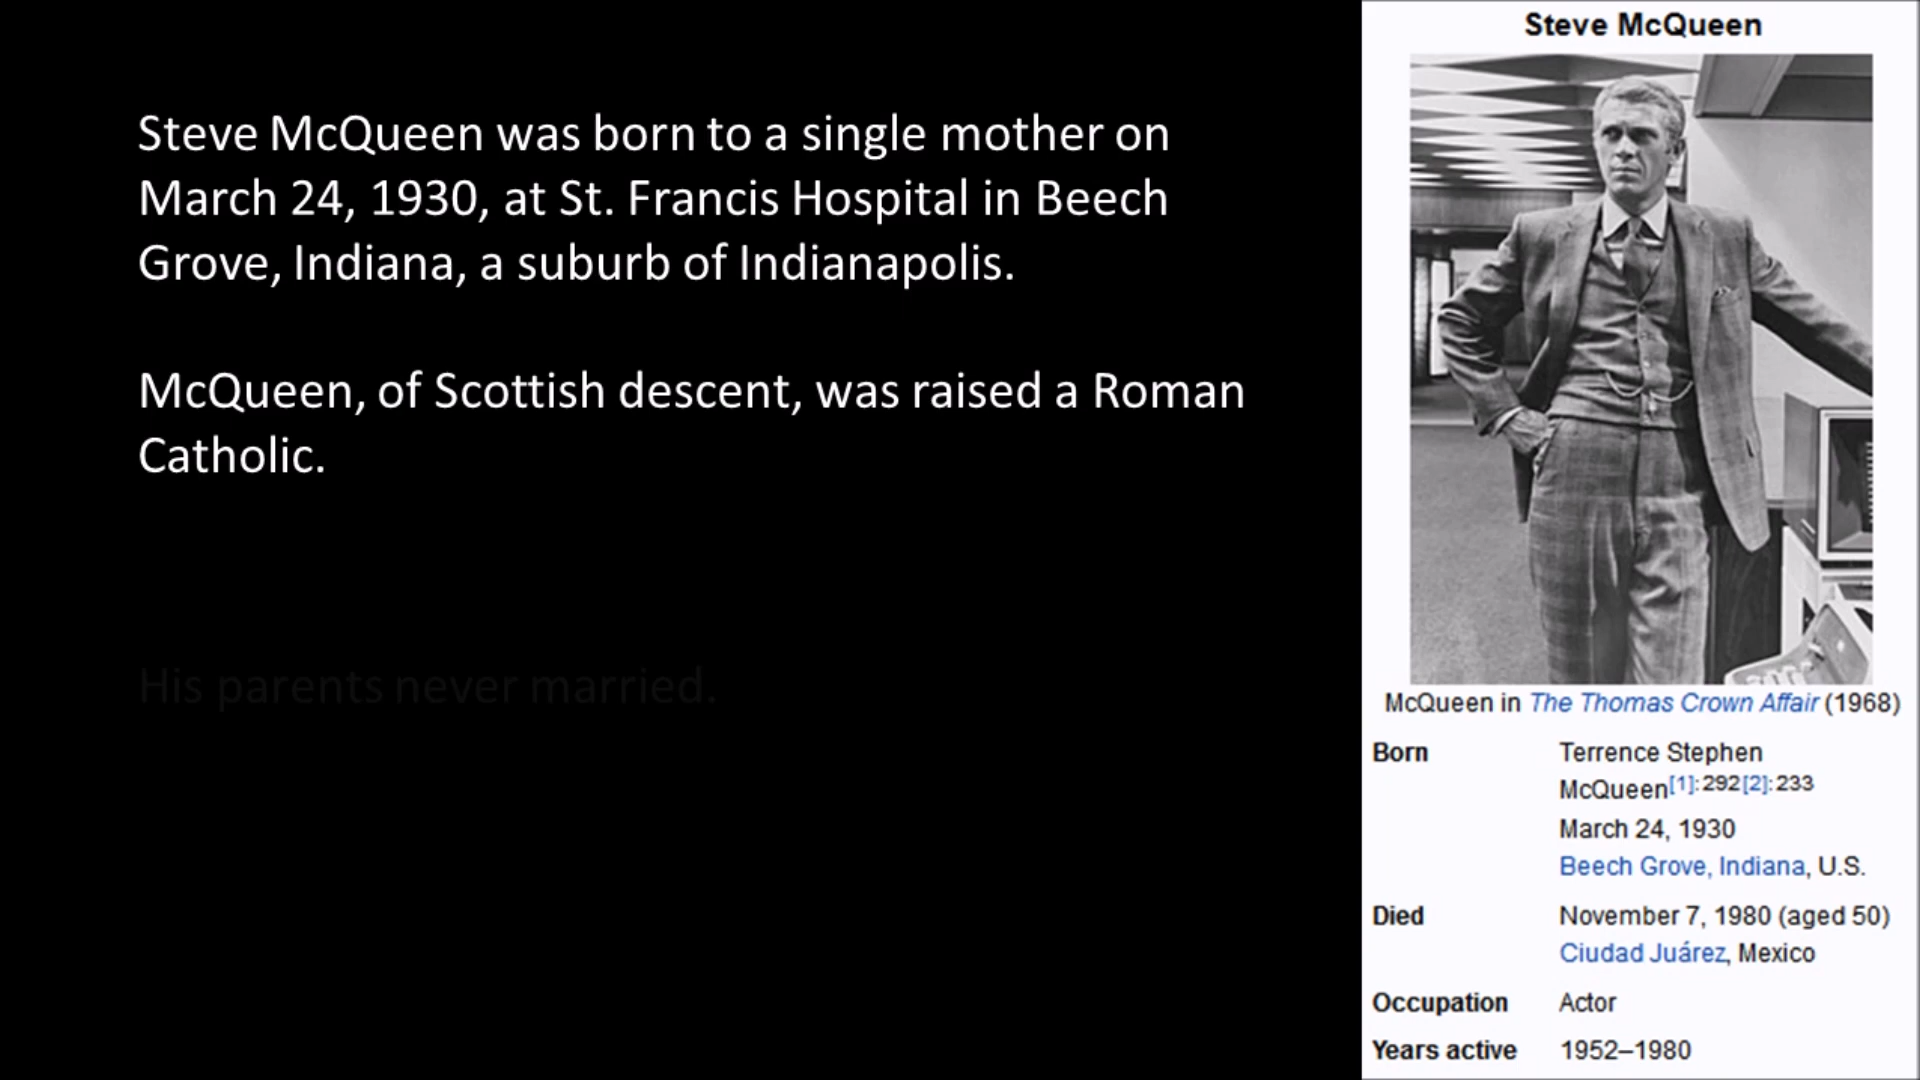 Steve McQueen was born to a single mother on
March 24, 1930, at St. Francis Hospital in Beech
Grove, Indiana, a suburb of Indianapolis.
McQueen, of Scottish descent, was raised a Roman
Catholic.
His parents never married.
Steve McQueen
McQueen in The Thomas Crown Affair (1968)
Born Terrence Stephen
McQueen[1]:292[2]:233
March 24, 1930
Beech Grove, Indiana, U.S.
Died November 7, 1980 (aged 50)
Ciudad Juárez, Mexico
Occupation Actor
Years active 1952–1980